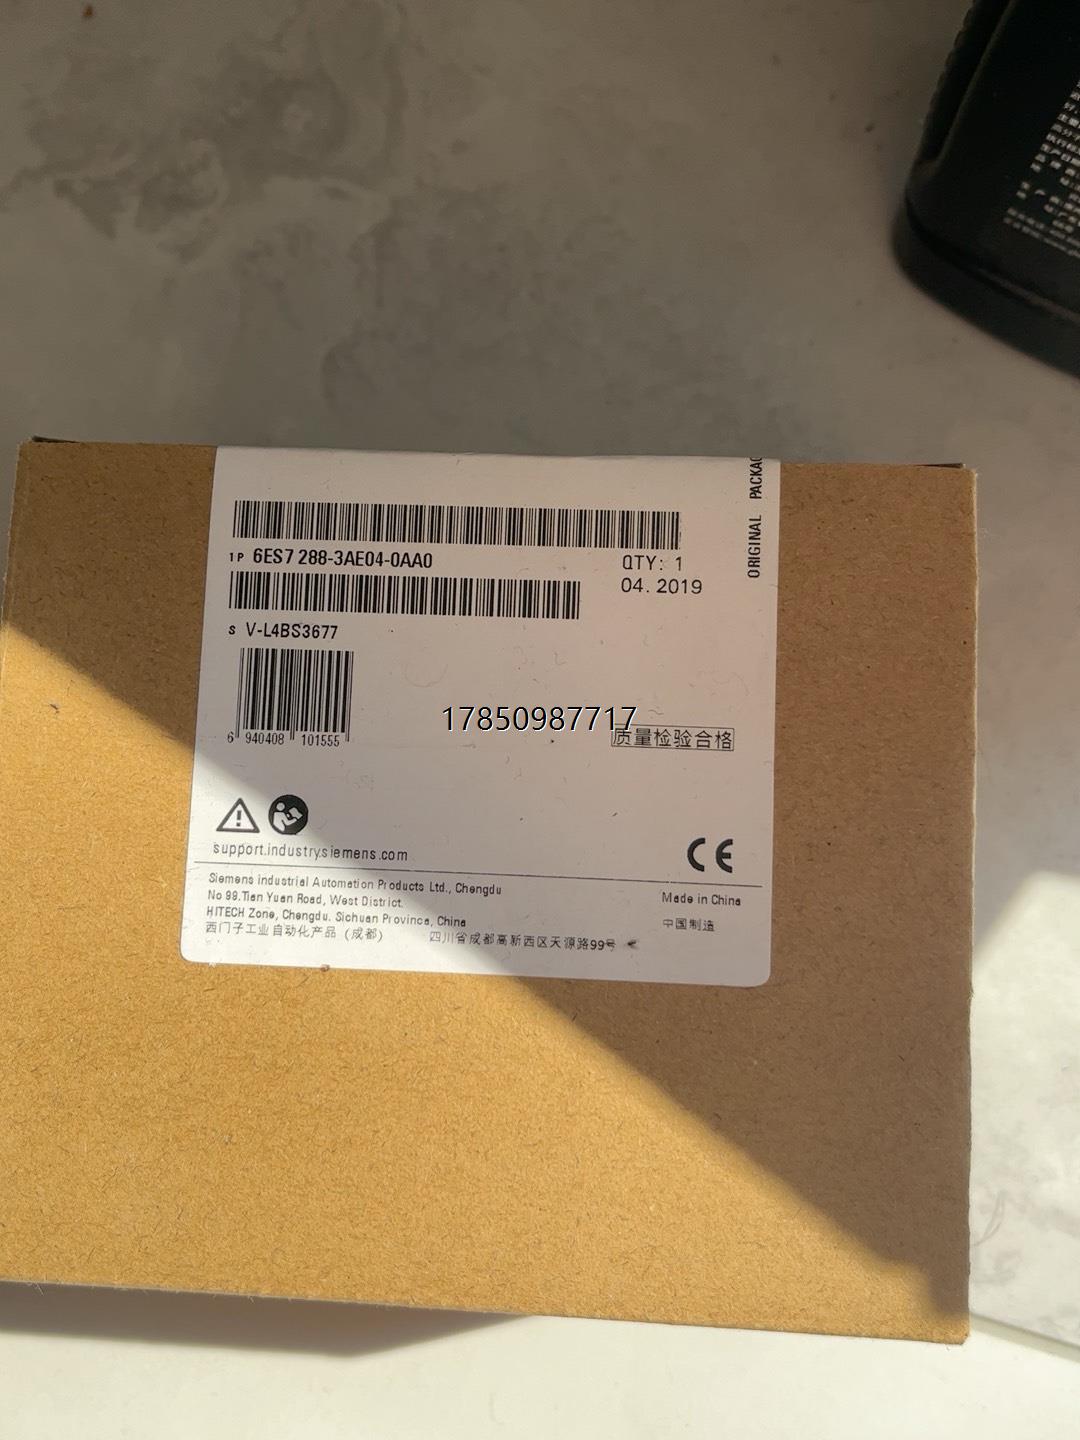 ORIGINAL PACKAG
1P 6ES7 288-3AE04-0AA0
QTY: 1
04. 2019
S V-L4BS3677
17850987717
质量检验合格
6 940408 101555
support.industry.siemens.com
CE
Siemens industrial Automation Products Ltd., Chengdu
No 99.Tian Yuan Road, West District.
HITECH Zone, Chengdu. Sichuan Province, China
西门子工业自动化产品 (成都) 四川省成都高新西区天源路99号
Made in China
中国制造